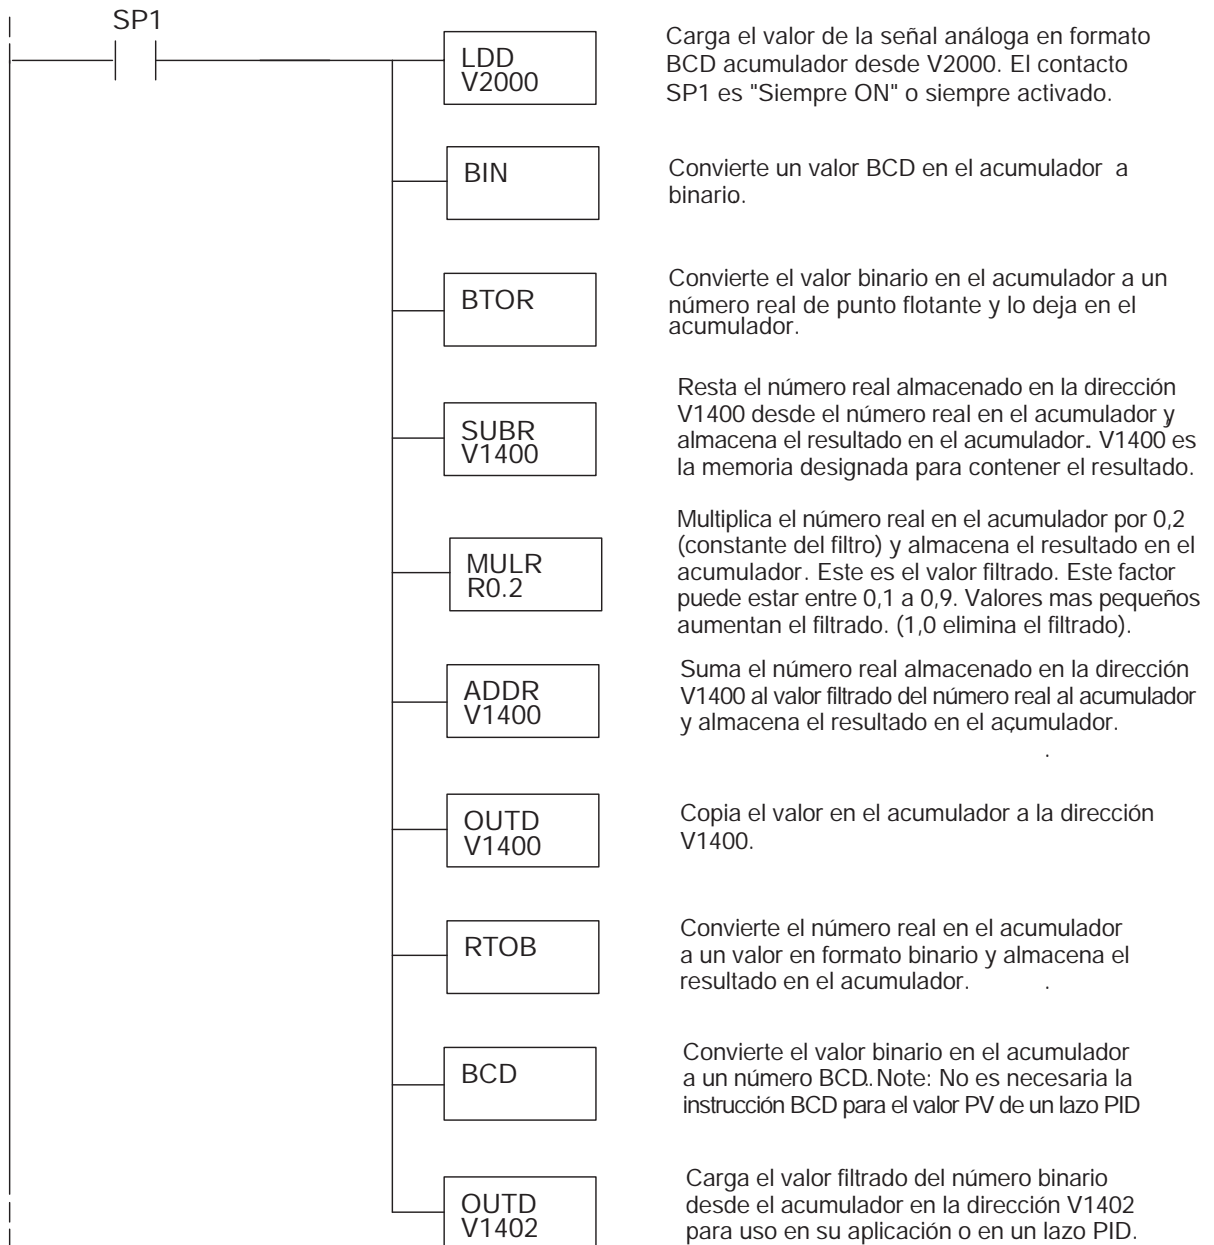 SP1
LDD
V2000
Carga el valor de la señal análoga en formato
BCD acumulador desde V2000. El contacto
SP1 es "Siempre ON" o siempre activado.
BIN
Convierte un valor BCD en el acumulador a
binario.
BTOR
Convierte el valor binario en el acumulador a un
número real de punto flotante y lo deja en el
acumulador.
SUBR
V1400
Resta el número real almacenado en la dirección
V1400 desde el número real en el acumulador y
almacena el resultado en el acumulador. V1400 es
la memoria designada para contener el resultado.
MULR
R0.2
Multiplica el número real en el acumulador por 0,2
(constante del filtro) y almacena el resultado en el
acumulador. Este es el valor filtrado. Este factor
puede estar entre 0,1 a 0,9. Valores mas pequeños
aumentan el filtrado. (1,0 elimina el filtrado).
ADDR
V1400
Suma el número real almacenado en la dirección
V1400 al valor filtrado del número real al acumulador
y almacena el resultado en el acumulador.
.
OUTD
V1400
Copia el valor en el acumulador a la dirección
V1400.
RTOB
Convierte el número real en el acumulador
a un valor en formato binario y almacena el
resultado en el acumulador. .
BCD
Convierte el valor binario en el acumulador
a un número BCD.. Note: No es necesaria la
instrucción BCD para el valor PV de un lazo PID
OUTD
V1402
Carga el valor filtrado del número binario
desde el acumulador en la dirección V1402
para uso en su aplicación o en un lazo PID.